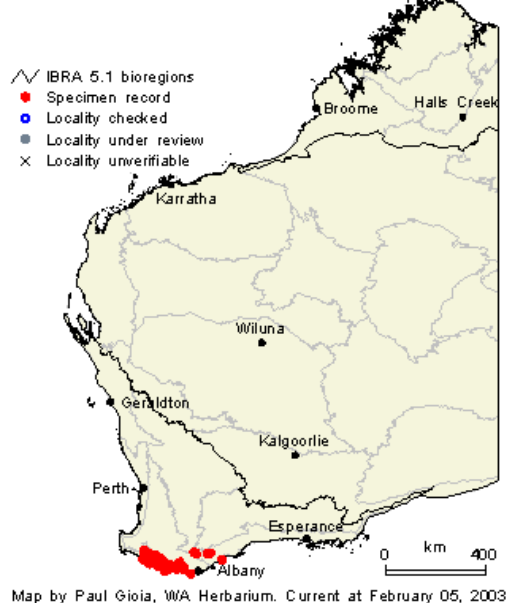 IBRA 5.1 bioregions
Specimen record
Locality checked
Locality under review
Locality unverifiable
Broome
Halls Creek
Karratha
Wiluna
Geraldton
Kalgoorlie
Perth
Esperance
Albany
km
0 400
Map by Paul Gioia, WA Herbarium. Current at February 05, 2003